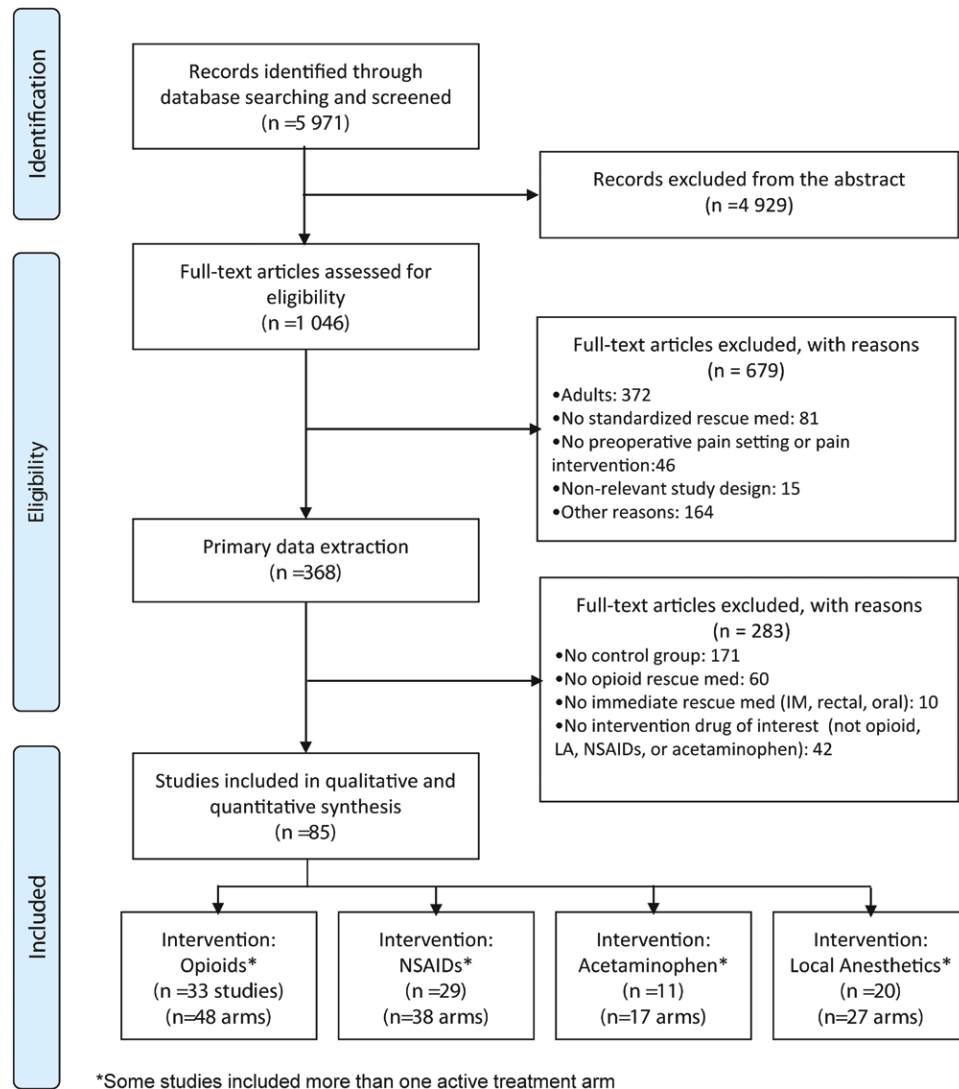 Identification
Records identified through
database searching and screened
(n =5 971)
Records excluded from the abstract
(n =4 929)
Eligibility
Full-text articles assessed for
eligibility
(n =1 046)
Full-text articles excluded, with reasons
(n = 679)
•Adults: 372
•No standardized rescue med: 81
•No preoperative pain setting or pain
intervention:46
•Non-relevant study design: 15
•Other reasons: 164
Primary data extraction
(n =368)
Full-text articles excluded, with reasons
(n = 283)
•No control group: 171
•No opioid rescue med: 60
•No immediate rescue med (IM, rectal, oral): 10
•No intervention drug of interest (not opioid,
LA, NSAIDs, or acetaminophen): 42
Included
Studies included in qualitative and
quantitative synthesis
(n =85)
Intervention:
Opioids*
(n =33 studies)
(n=48 arms)
Intervention:
NSAIDs*
(n =29)
(n=38 arms)
Intervention:
Acetaminophen*
(n =11)
(n=17 arms)
Intervention:
Local Anesthetics*
(n =20)
(n=27 arms)
*Some studies included more than one active treatment arm